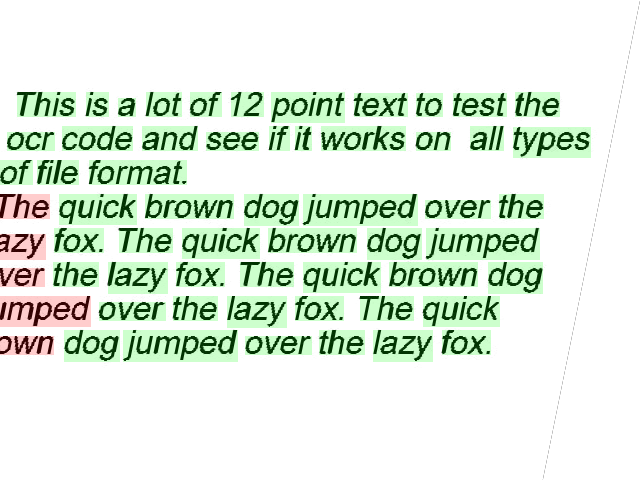 This is a lot of 12 point text to test the
ocr code and see if it works on all types
of file format.
The quick brown dog jumped over the
azy fox. The quick brown dog jumped
ver the lazy fox. The quick brown dog
umped over the lazy fox. The quick
own dog jumped over the lazy fox.